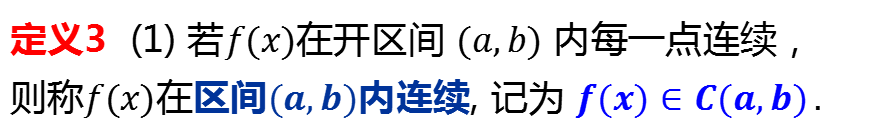 定义3 (1) 若f(x)在开区间 (a, b) 内每一点连续，
则称f(x)在区间(a, b)内连续, 记为 f(x) ∈ C(a, b) .